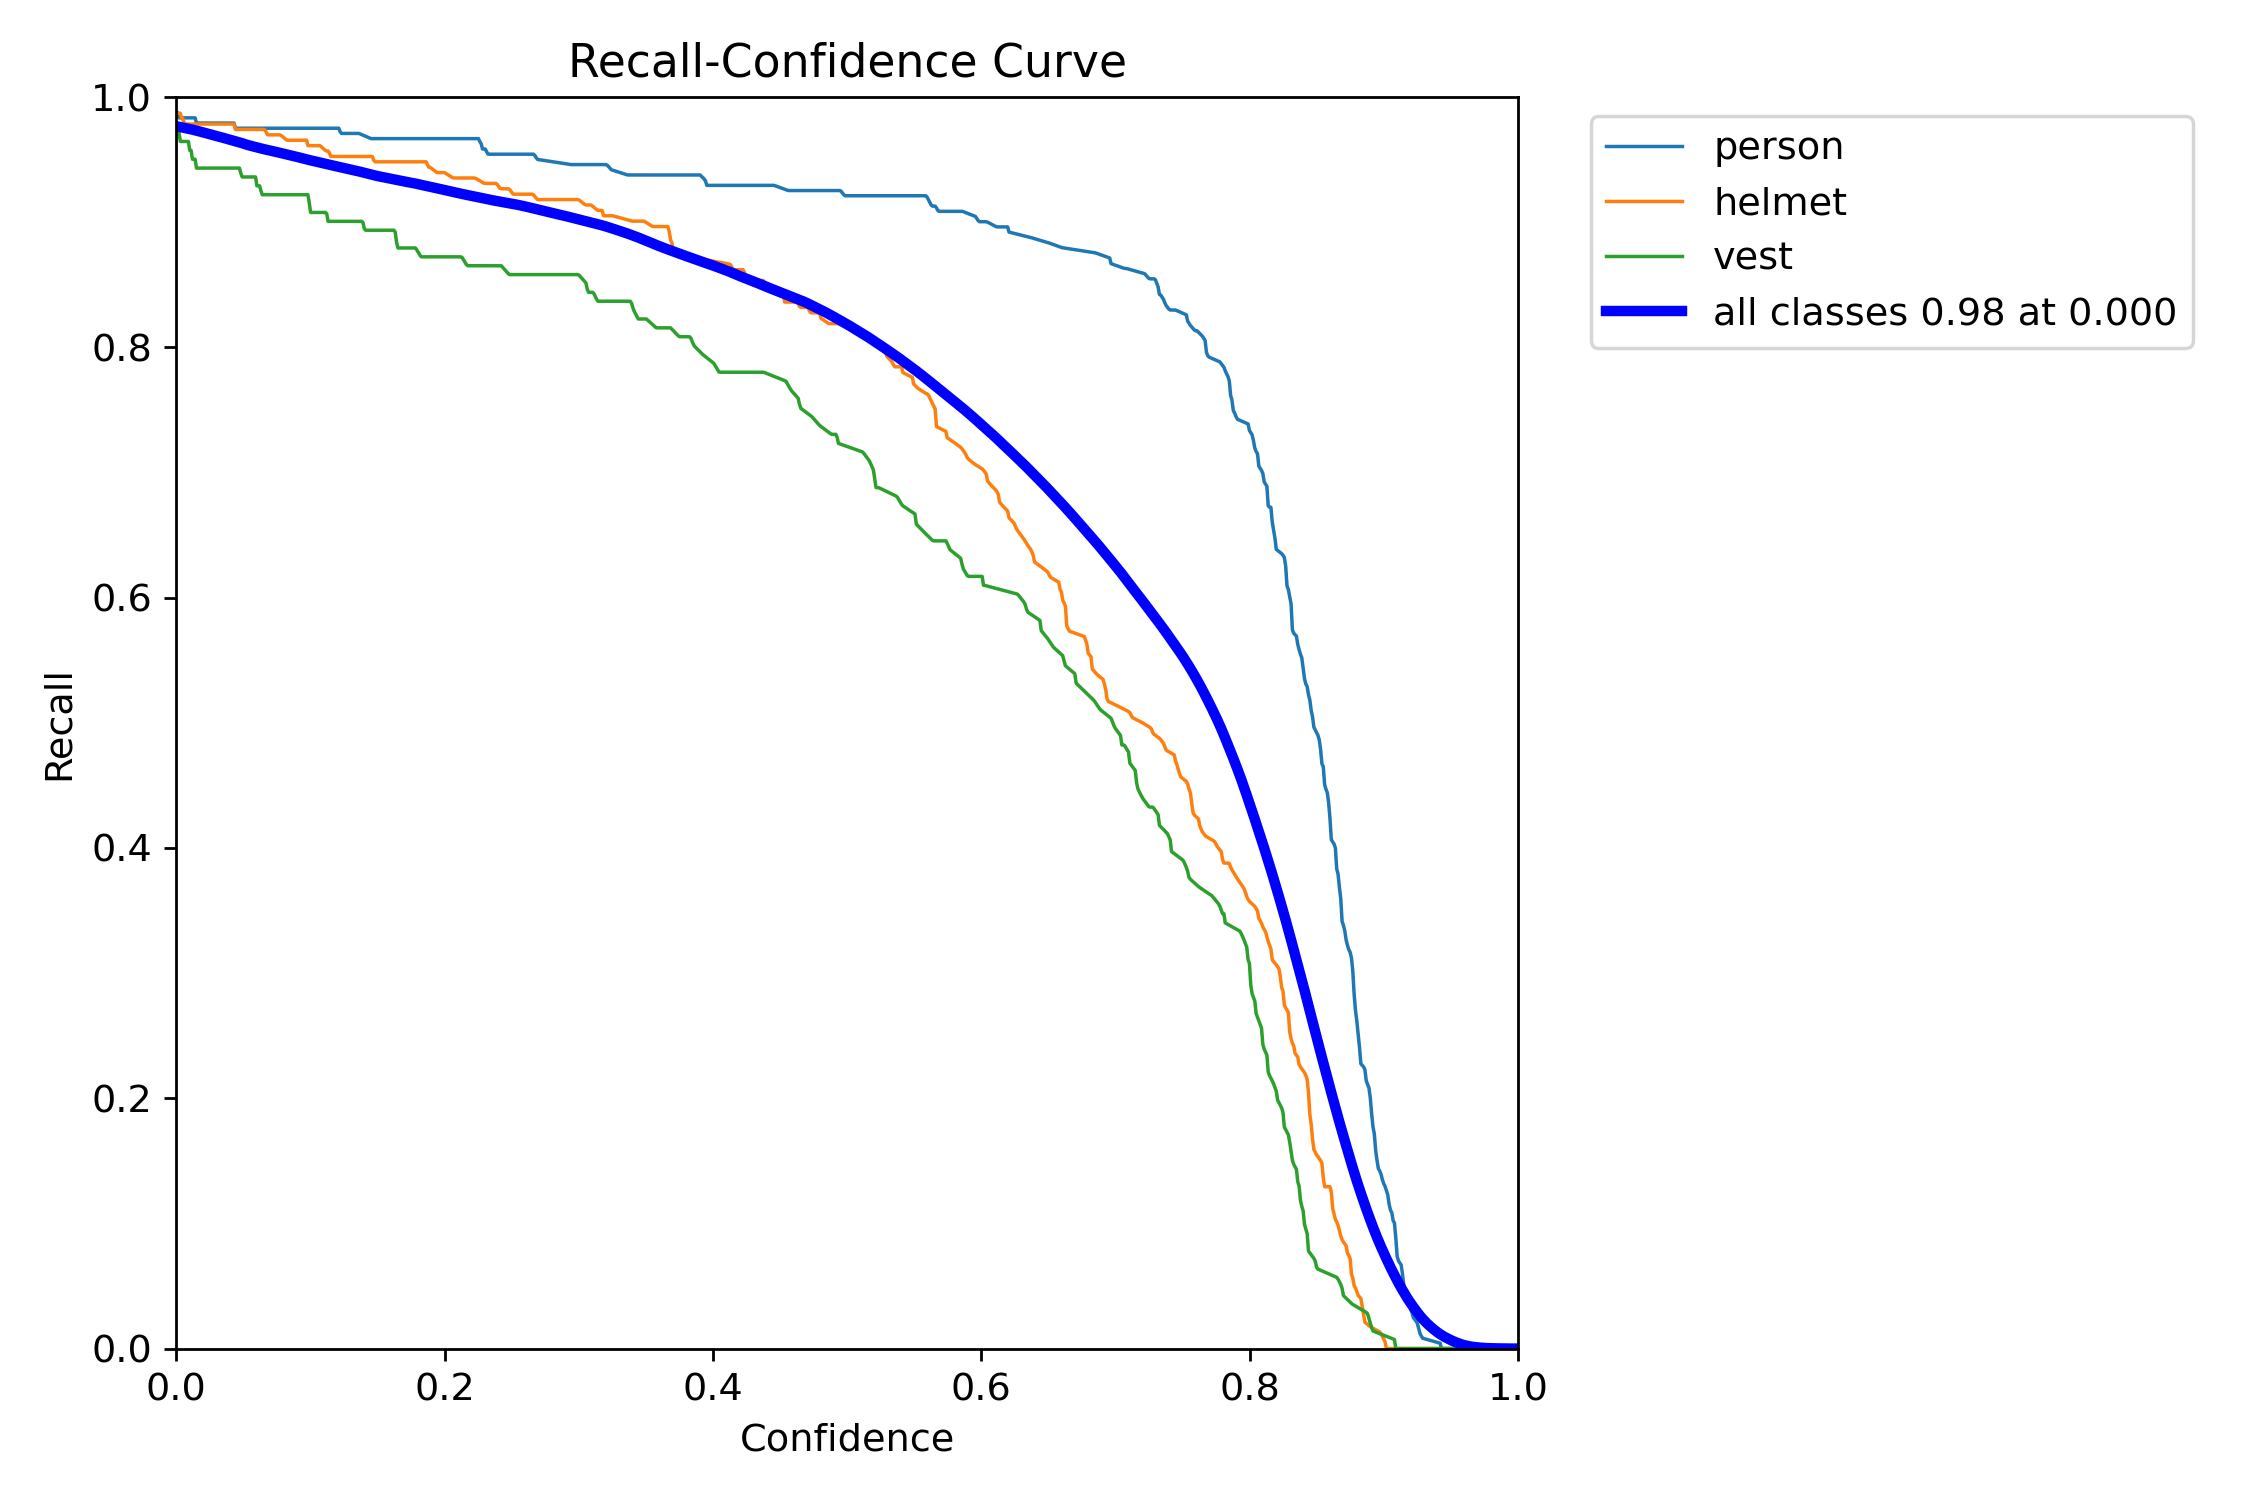 Recall-Confidence Curve
1.0
0.8
0.6
0.4
0.2
0.0
Recall
0.0 0.2 0.4 0.6 0.8 1.0
Confidence
person
helmet
vest
all classes 0.98 at 0.000